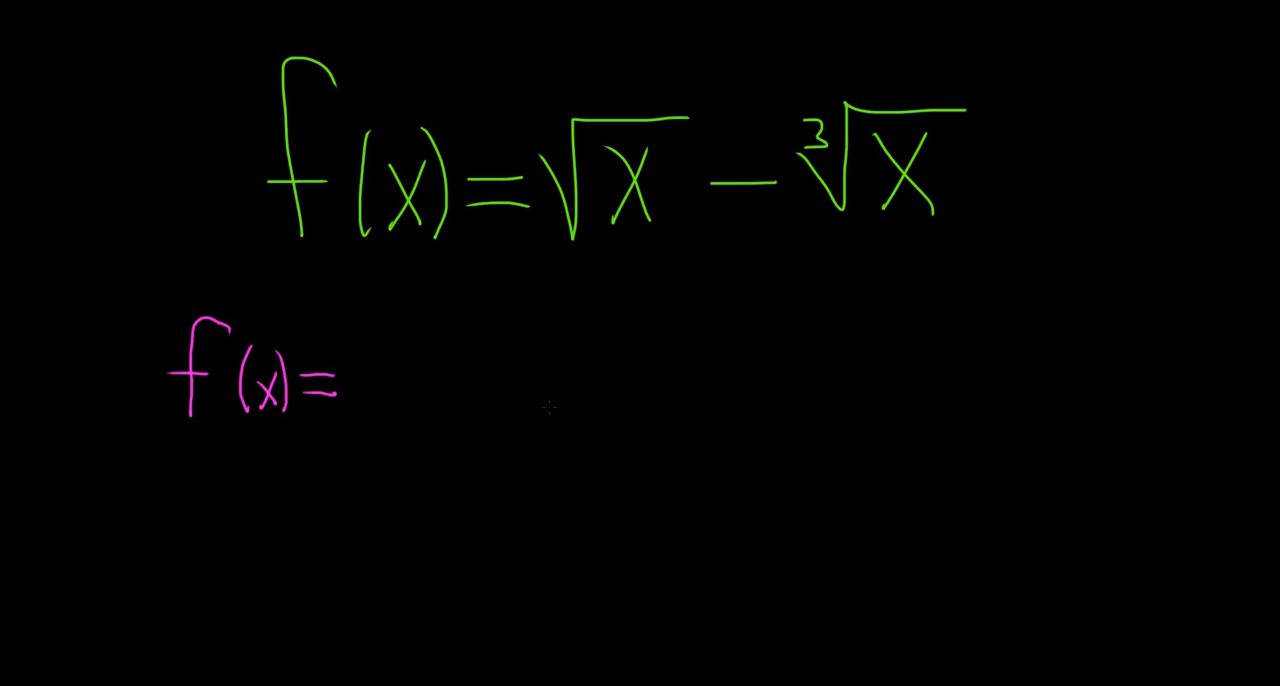 f(x) = √x − ∛x
f(x) =